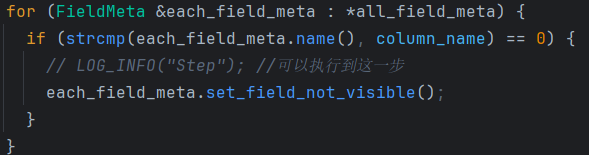 for (FieldMeta &each_field_meta : *all_field_meta) {
  if (strcmp(each_field_meta.name(), column_name) == 0) {
    // LOG_INFO("Step"); //可以执行到这一步
    each_field_meta.set_field_not_visible();
  }
}